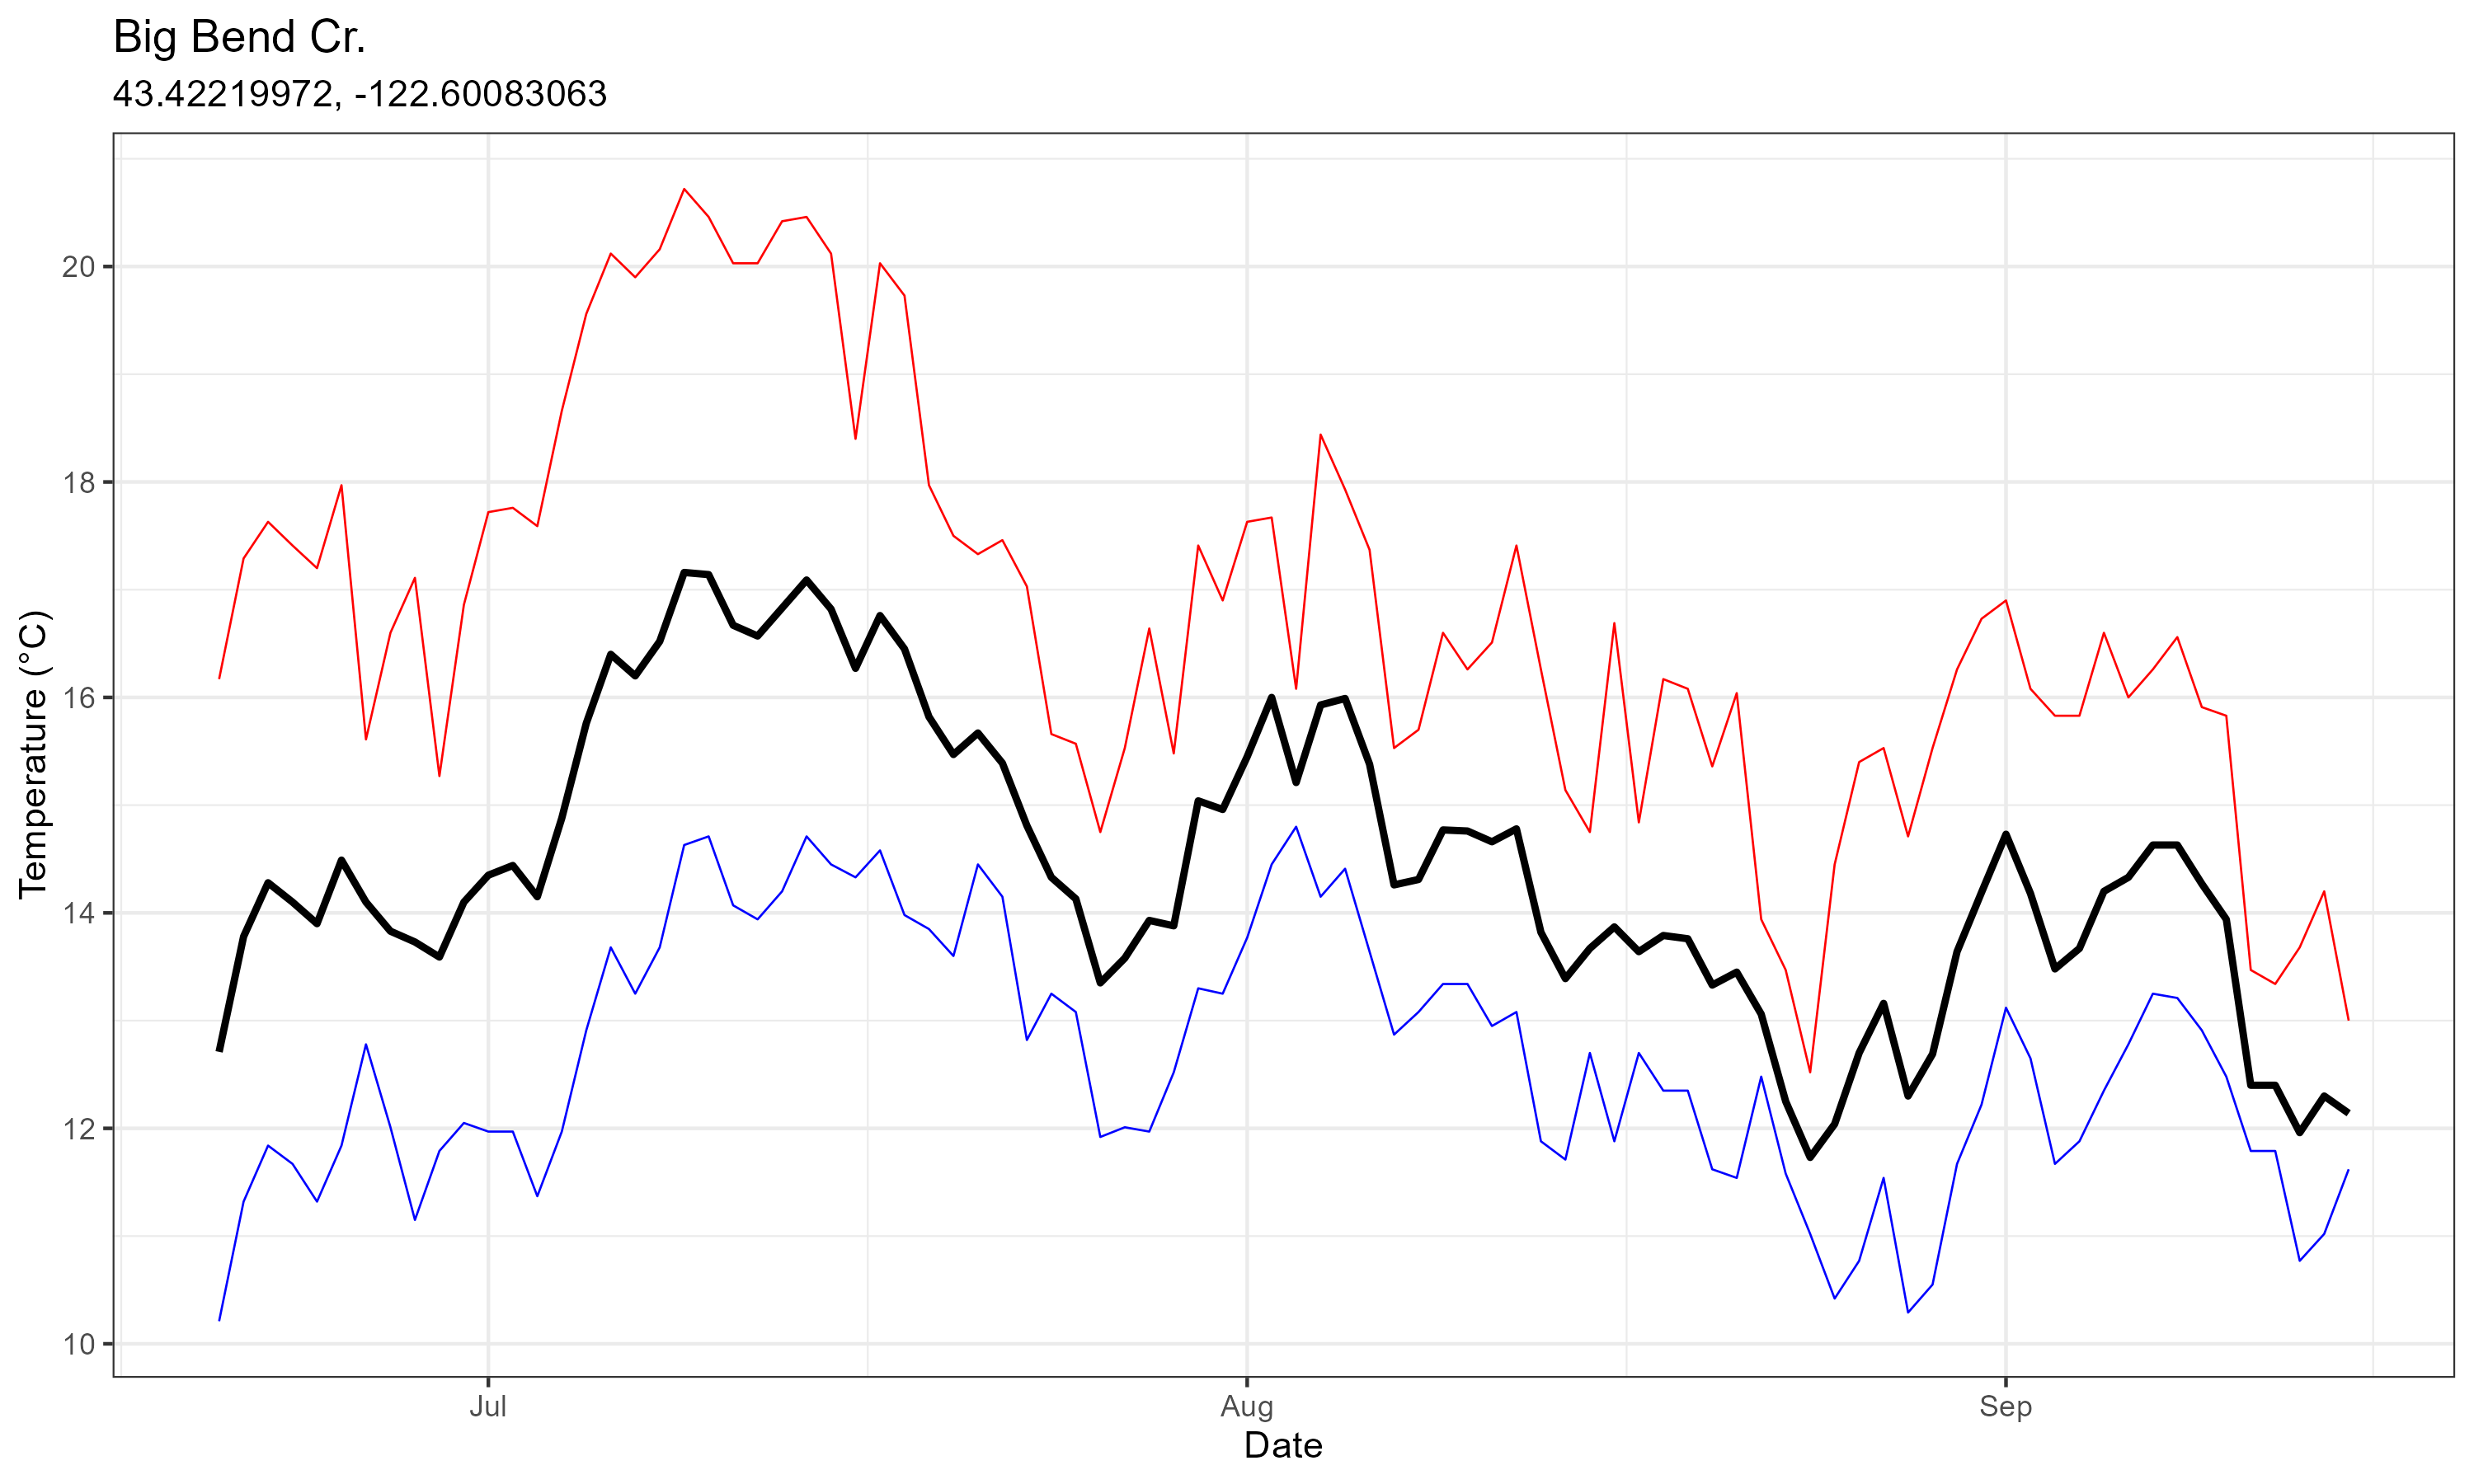 Big Bend Cr.
43.42219972, -122.60083063
Temperature (°C)
20
18
16
14
12
10
Jul
Aug
Sep
Date